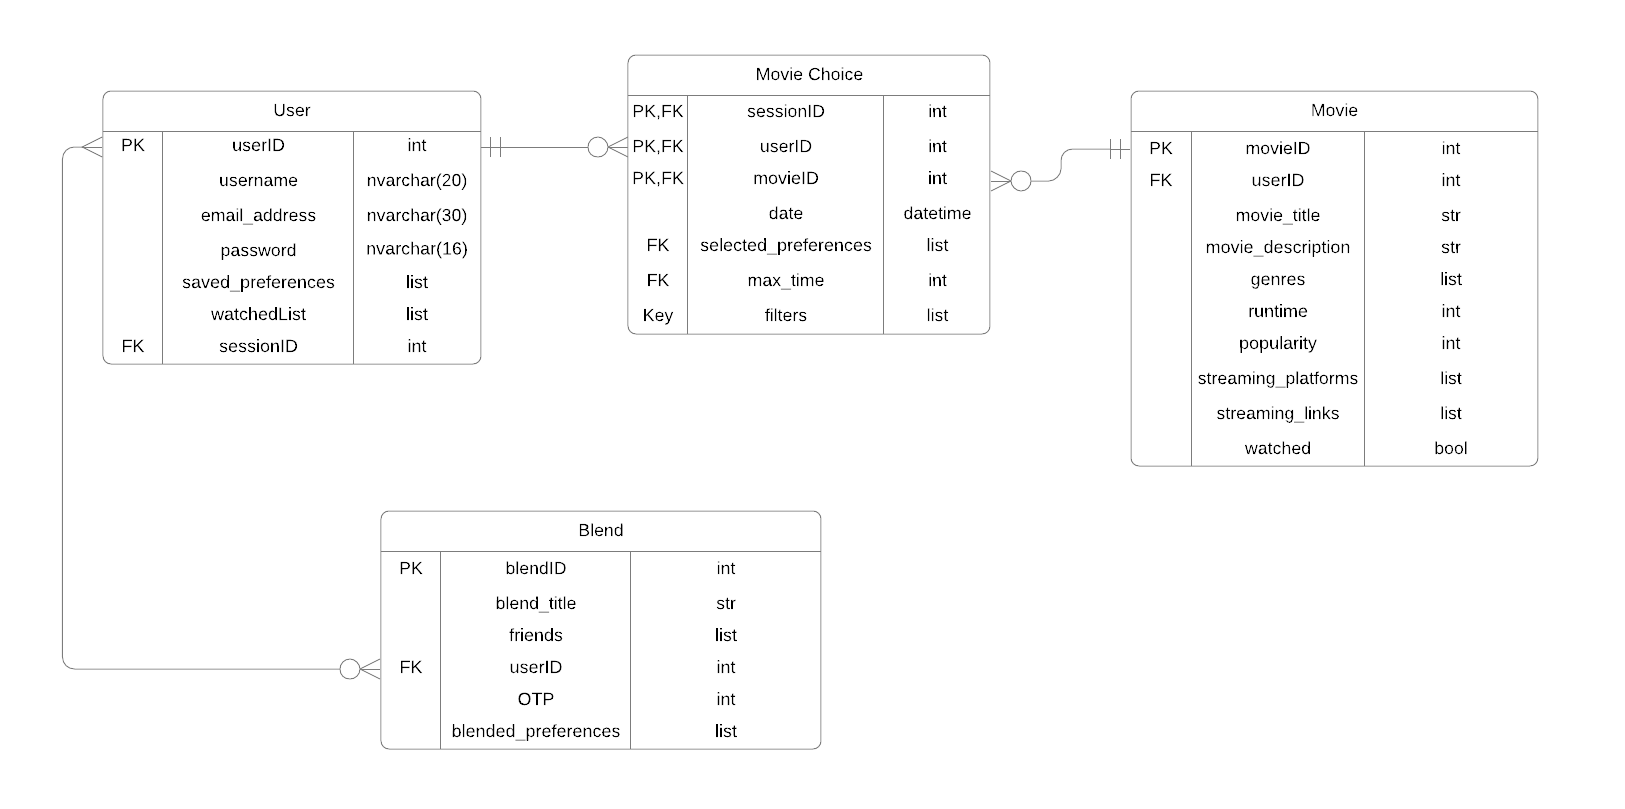 User
PK userID int
username nvarchar(20)
email_address nvarchar(30)
password nvarchar(16)
saved_preferences list
watchedList list
FK sessionID int
Movie Choice
PK,FK sessionID int
PK,FK userID int
PK,FK movieID int
date datetime
FK selected_preferences list
FK max_time int
Key filters list
Movie
PK movieID int
FK userID int
movie_title str
movie_description str
genres list
runtime int
popularity int
streaming_platforms list
streaming_links list
watched bool
Blend
PK blendID int
blend_title str
friends list
FK userID int
OTP int
blended_preferences list